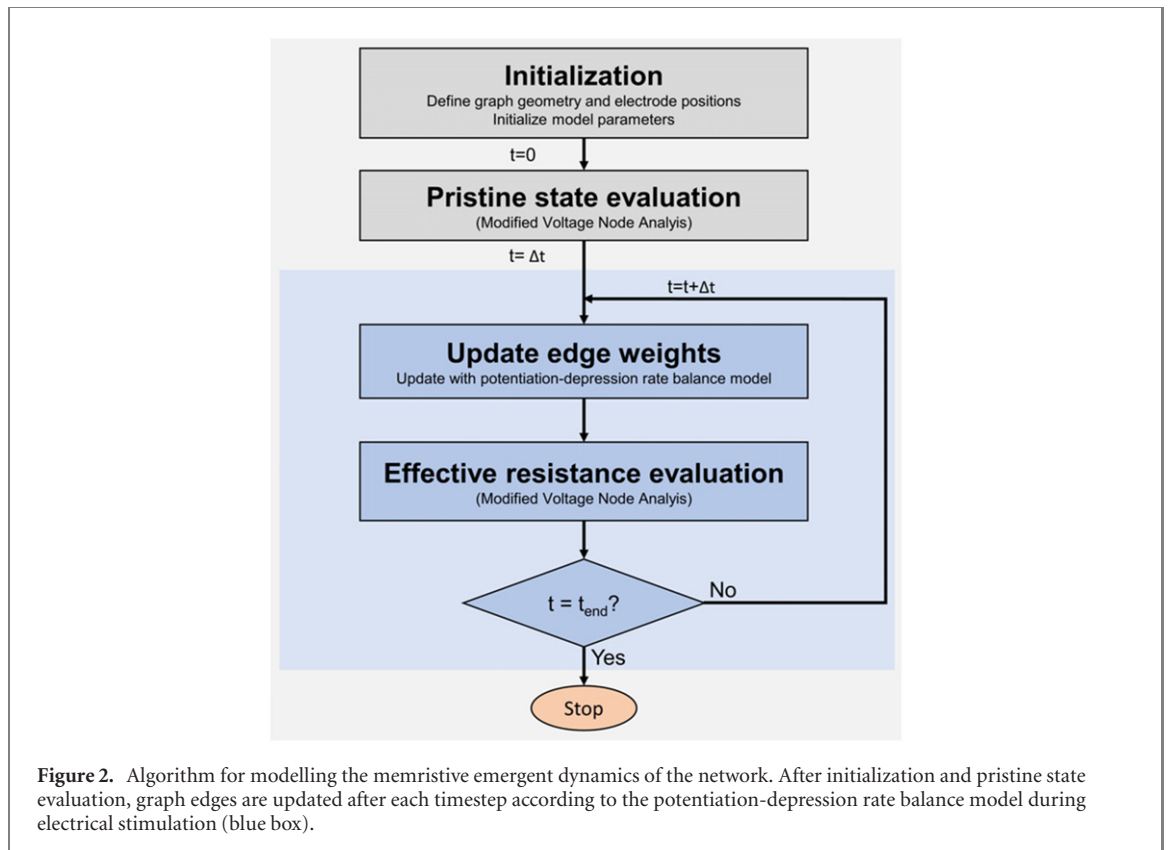 Initialization
Define graph geometry and electrode positions
Initialize model parameters
t=0
Pristine state evaluation
(Modified Voltage Node Analyis)
t= Δt
t=t+Δt
Update edge weights
Update with potentiation-depression rate balance model
Effective resistance evaluation
(Modified Voltage Node Analyis)
t = tend?
No
Yes
Stop
Figure 2. Algorithm for modelling the memristive emergent dynamics of the network. After initialization and pristine state
evaluation, graph edges are updated after each timestep according to the potentiation-depression rate balance model during
electrical stimulation (blue box).